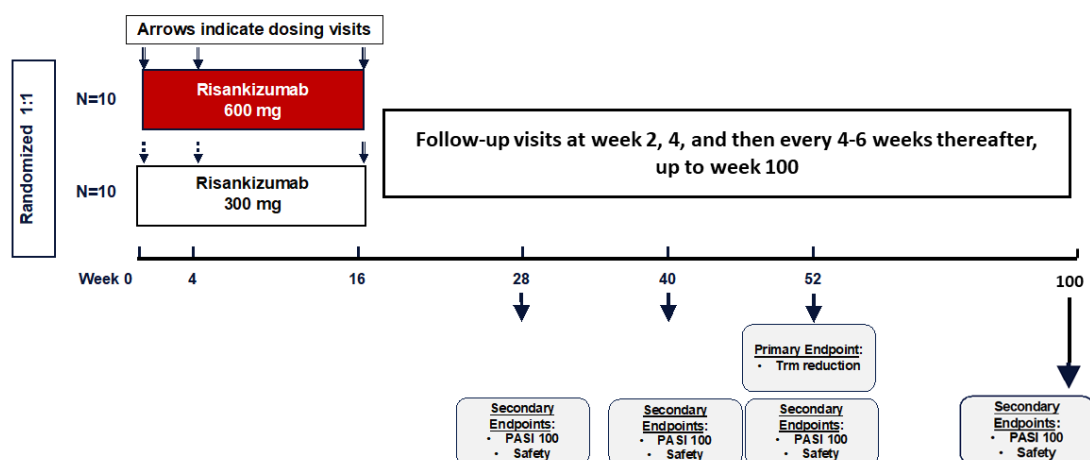 Arrows indicate dosing visits
Randomized 1:1
N=10
Risankizumab
600 mg
N=10
Risankizumab
300 mg
Follow-up visits at week 2, 4, and then every 4-6 weeks thereafter,
up to week 100
Week 0
4
16
28
40
52
100
Primary Endpoint:
• Trm reduction
Secondary
Endpoints:
• PASI 100
• Safety
Secondary
Endpoints:
• PASI 100
• Safety
Secondary
Endpoints:
• PASI 100
• Safety
Secondary
Endpoints:
• PASI 100
• Safety